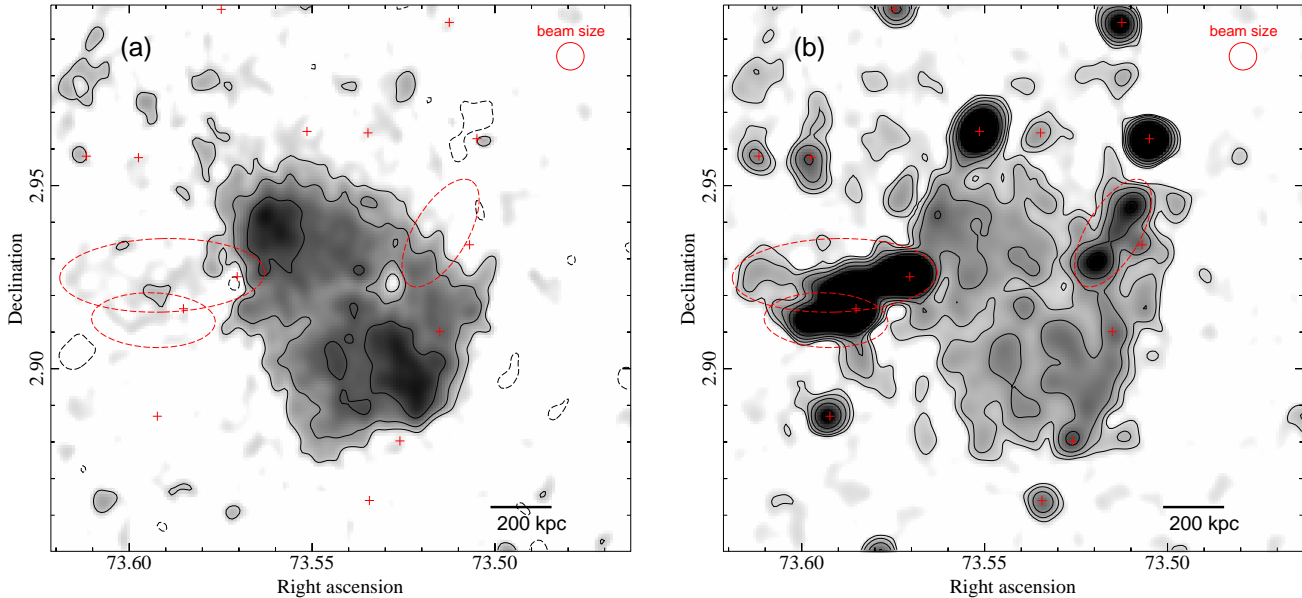 (a)
beam size
2.95
2.90
Declination
200 kpc
73.60
73.55
73.50
Right ascension
(b)
beam size
2.95
2.90
Declination
200 kpc
73.60
73.55
73.50
Right ascension